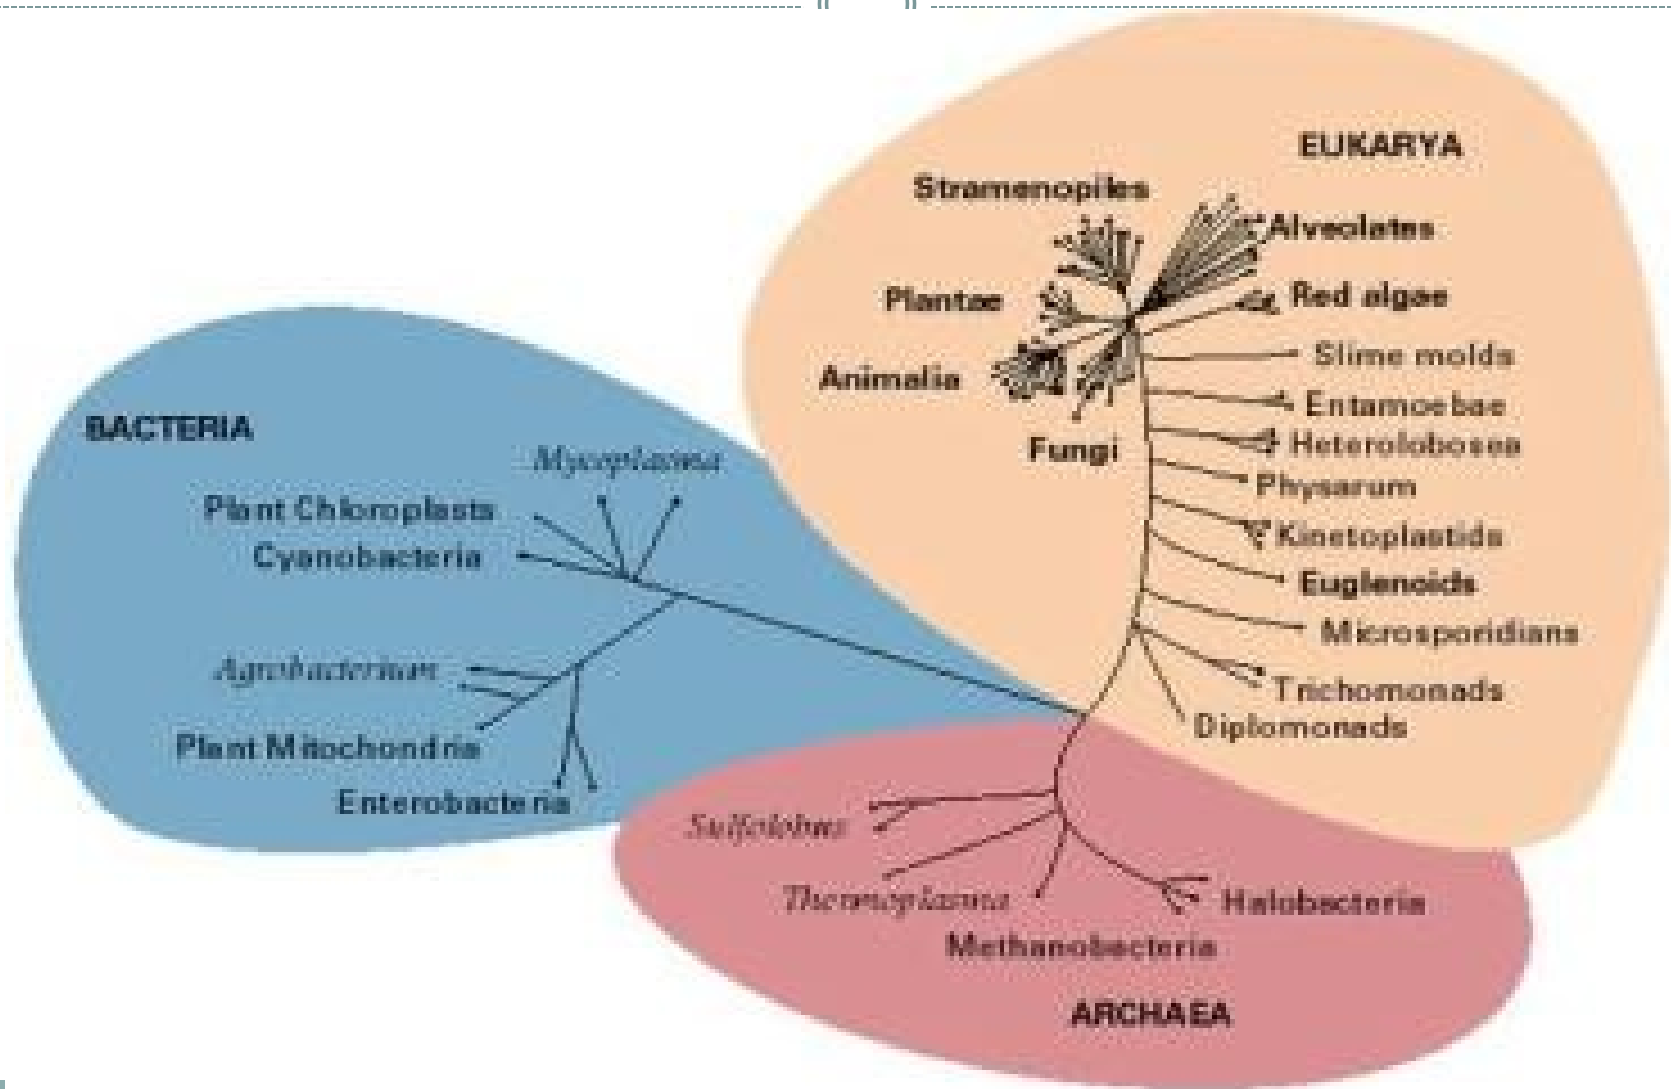 EUKARYA
Stramenopiles
Alveolates
Plantae
Red algae
Slime molds
Animalia
Entamoebae
Heterolobosea
Fungi
Physarum
Kinetoplastids
Euglenoids
Microsporidians
Trichomonads
Diplomonads
BACTERIA
Mycoplasma
Plant Chloroplasts
Cyanobacteria
Agrobacterium
Plant Mitochondria
Enterobacteria
Sulfolobus
Thermoplasma
Halobacteria
Methanobacteria
ARCHAEA